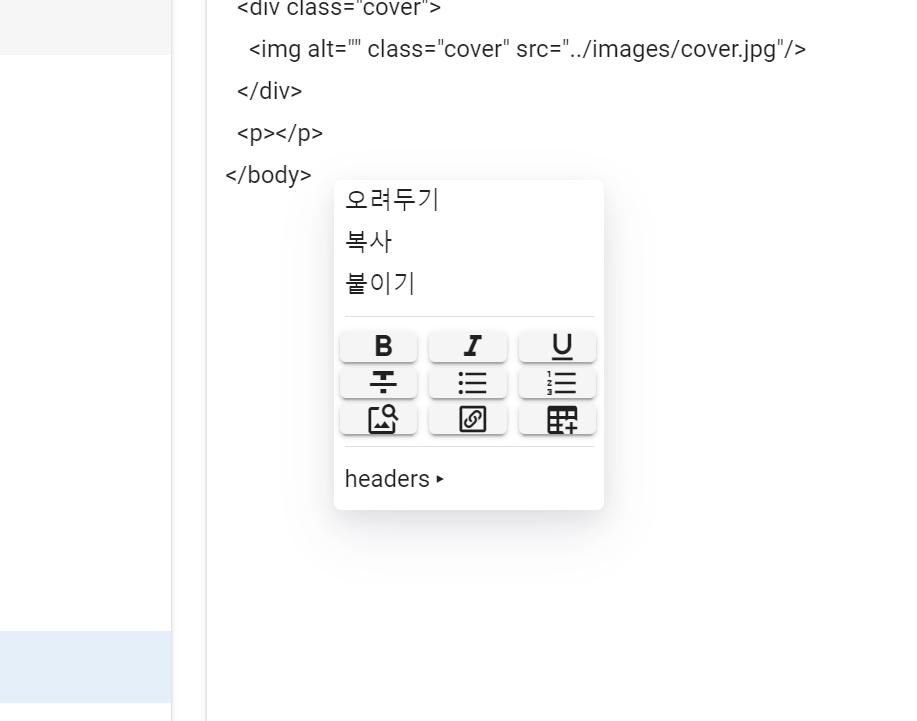 <div class="cover">
<img alt="" class="cover" src="../images/cover.jpg"/>
</div>
<p></p>
</body>
오려두기
복사
붙이기
B I U
headers ▸